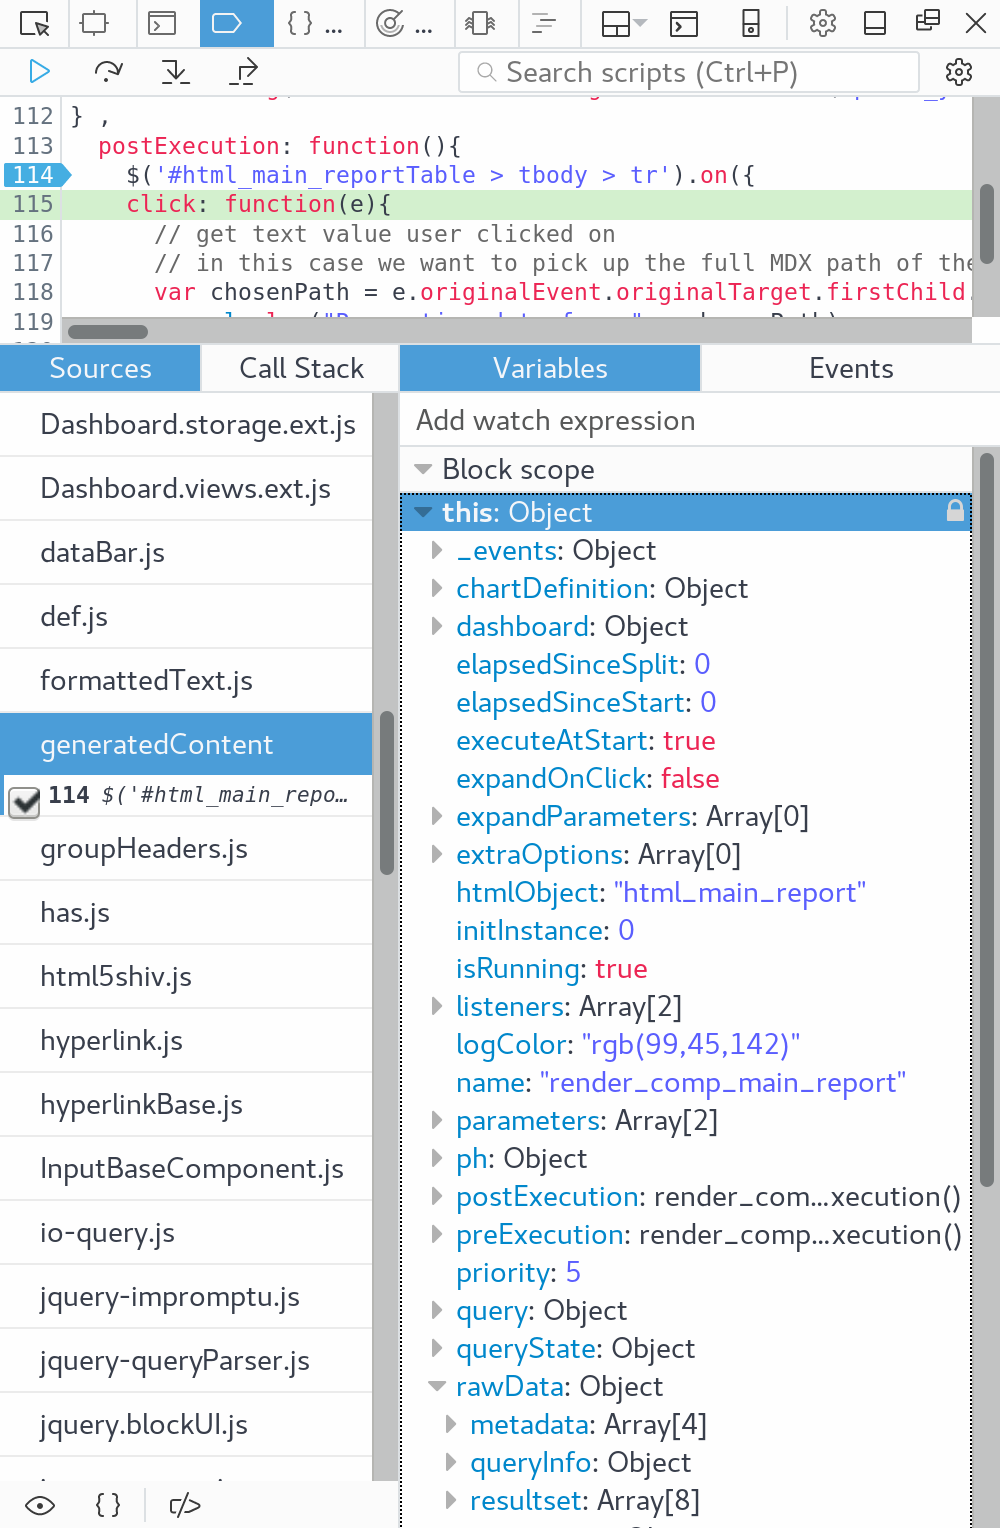 {} ...
...
Search scripts (Ctrl+P)
112 } ,
113 postExecution: function(){
114 $('#html_main_reportTable > tbody > tr').on({
115 click: function(e){
116 // get text value user clicked on
117 // in this case we want to pick up the full MDX path of the
118 var chosenPath = e.originalEvent.originalTarget.firstChild.
119
Sources
Call Stack
Variables
Events
Dashboard.storage.ext.js
Dashboard.views.ext.js
dataBar.js
def.js
formattedText.js
generatedContent
114 $('#html_main_repo…
groupHeaders.js
has.js
html5shiv.js
hyperlink.js
hyperlinkBase.js
InputBaseComponent.js
io-query.js
jquery-impromptu.js
jquery-queryParser.js
jquery.blockUI.js
{}
Add watch expression
Block scope
this: Object
_events: Object
chartDefinition: Object
dashboard: Object
elapsedSinceSplit: 0
elapsedSinceStart: 0
executeAtStart: true
expandOnClick: false
expandParameters: Array[0]
extraOptions: Array[0]
htmlObject: "html_main_report"
initInstance: 0
isRunning: true
listeners: Array[2]
logColor: "rgb(99,45,142)"
name: "render_comp_main_report"
parameters: Array[2]
ph: Object
postExecution: render_com…xecution()
preExecution: render_comp…xecution()
priority: 5
query: Object
queryState: Object
rawData: Object
metadata: Array[4]
queryInfo: Object
resultset: Array[8]